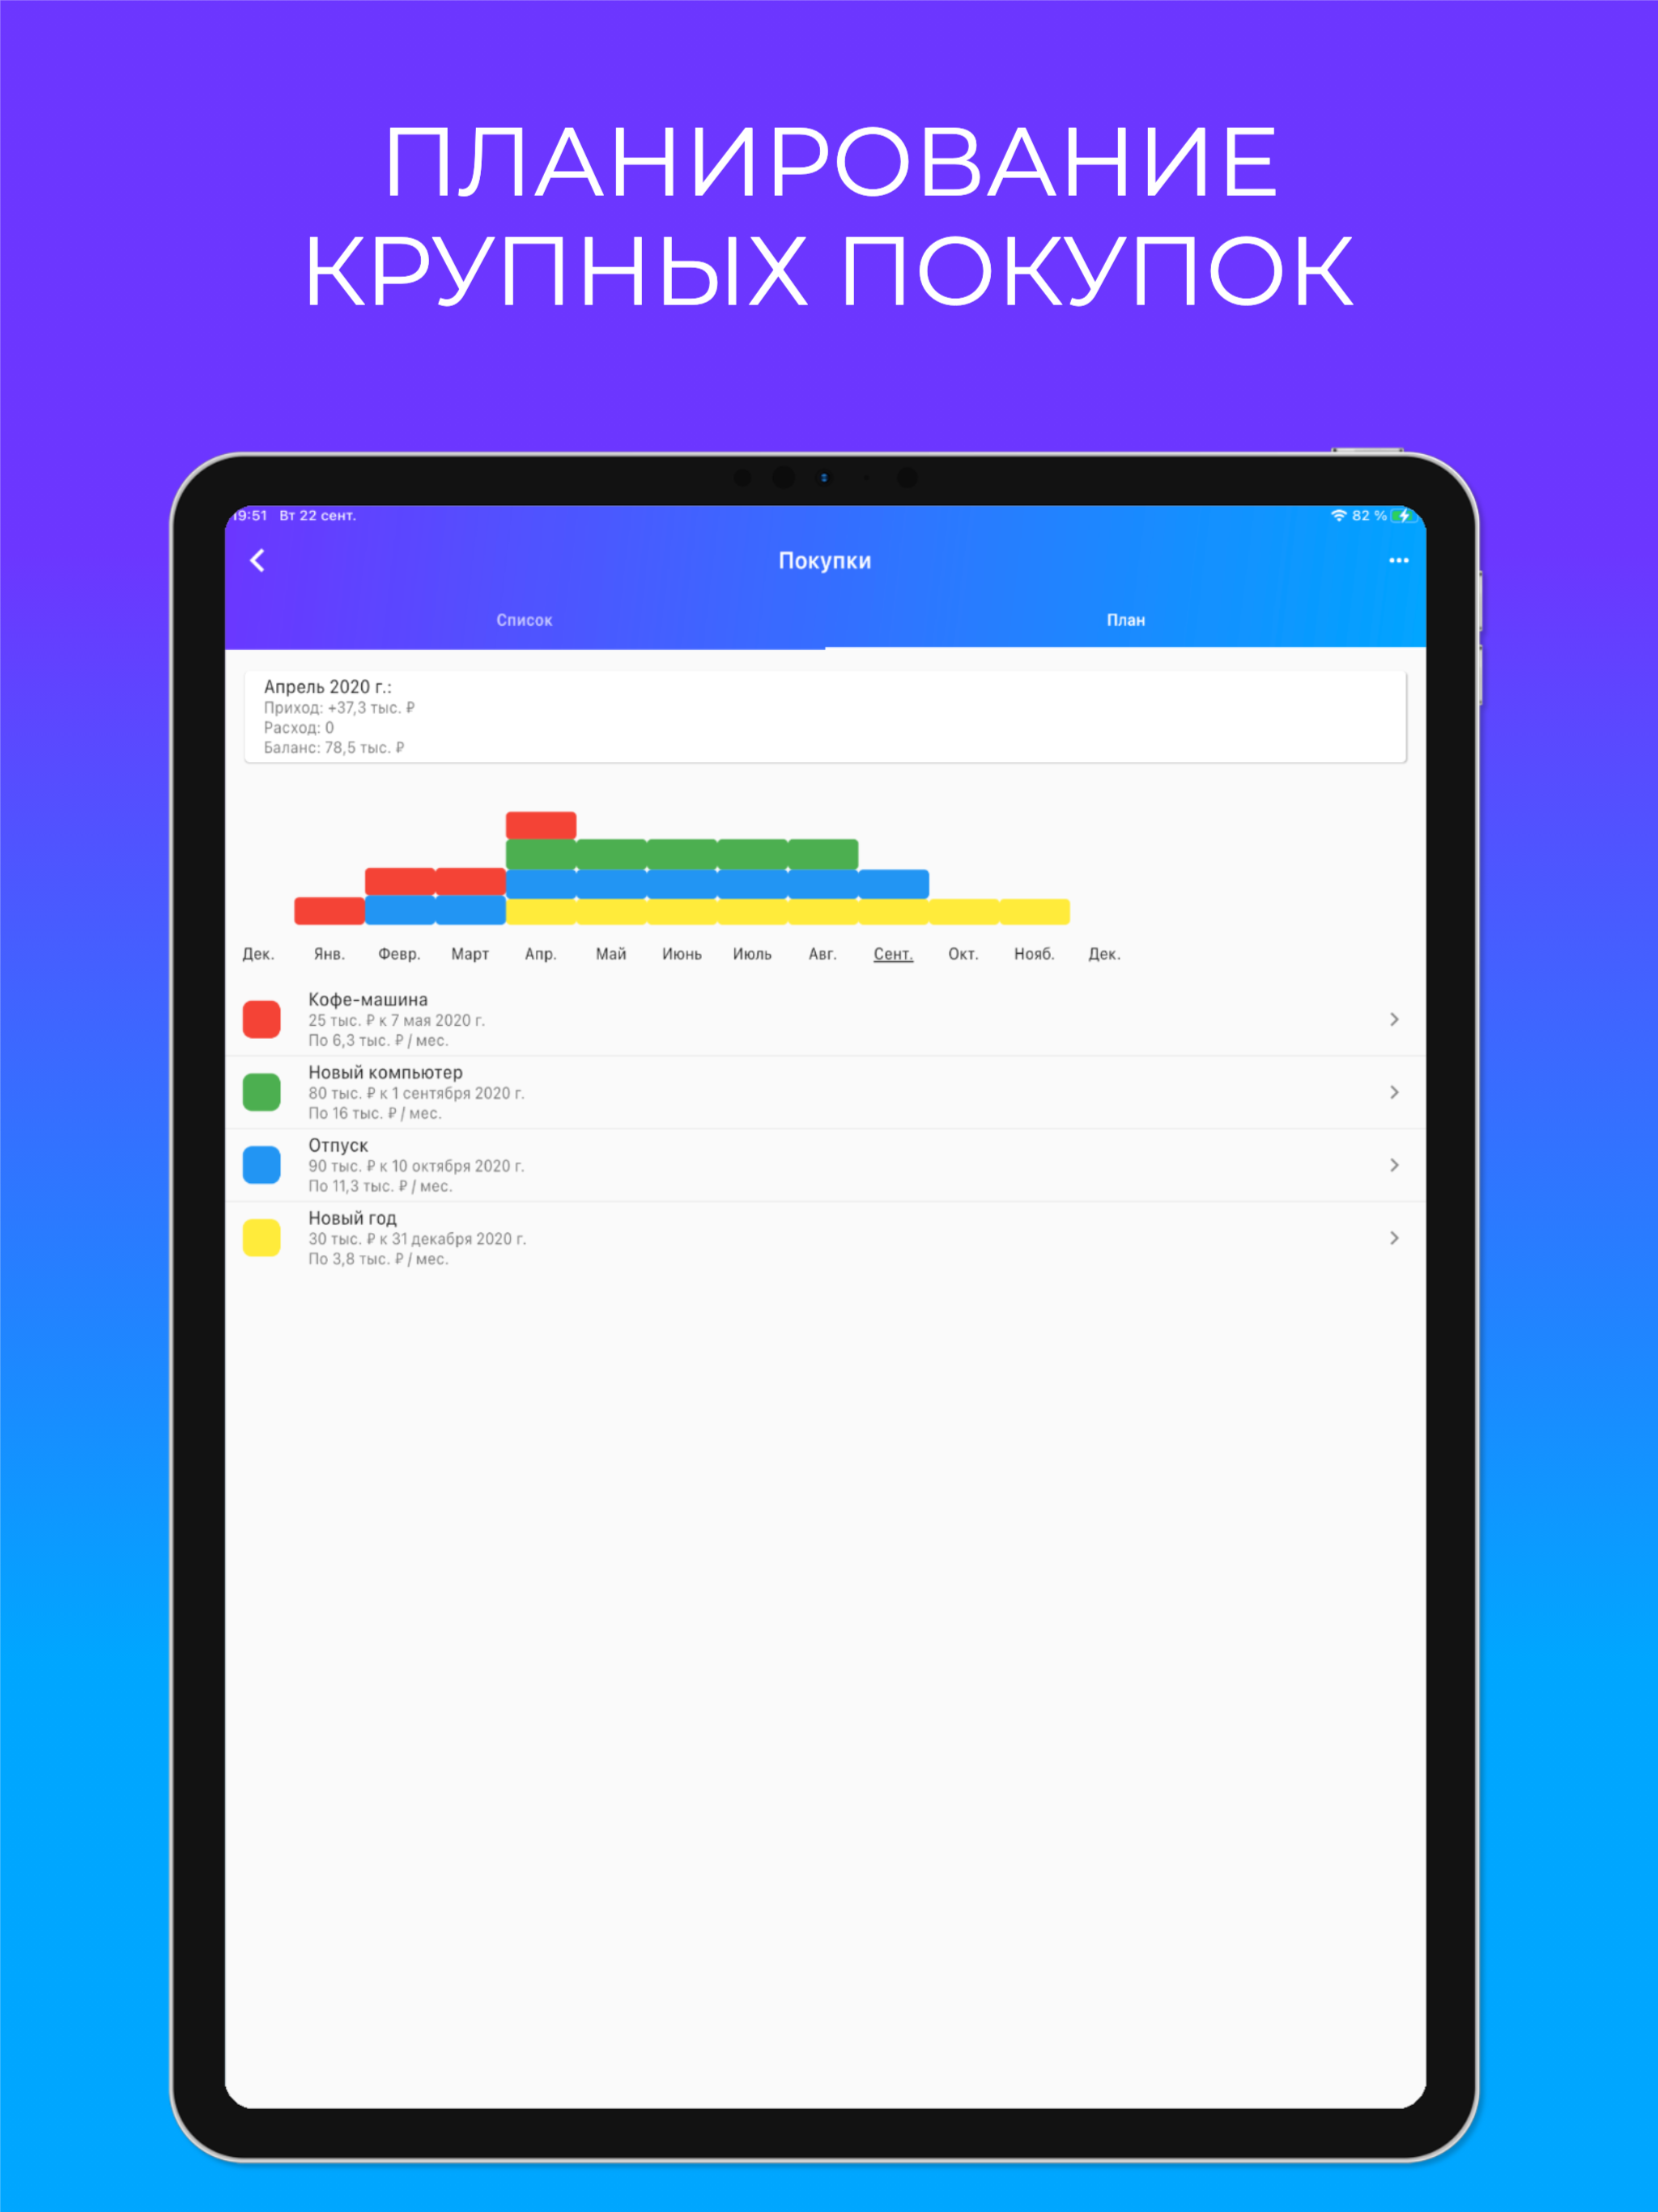 ПЛАНИРОВАНИЕ
КРУПНЫХ ПОКУПОК
19:51 Вт 22 сент. 82 %
Покупки
Список План
Апрель 2020 г.:
Приход: +37,3 тыс. ₽
Расход: 0
Баланс: 78,5 тыс. ₽
Дек. Янв. Февр. Март Апр. Май Июнь Июль Авг. Сент. Окт. Нояб. Дек.
Кофе-машина
25 тыс. ₽ к 7 мая 2020 г.
По 6,3 тыс. ₽ / мес.
Новый компьютер
80 тыс. ₽ к 1 сентября 2020 г.
По 16 тыс. ₽ / мес.
Отпуск
90 тыс. ₽ к 10 октября 2020 г.
По 11,3 тыс. ₽ / мес.
Новый год
30 тыс. ₽ к 31 декабря 2020 г.
По 3,8 тыс. ₽ / мес.